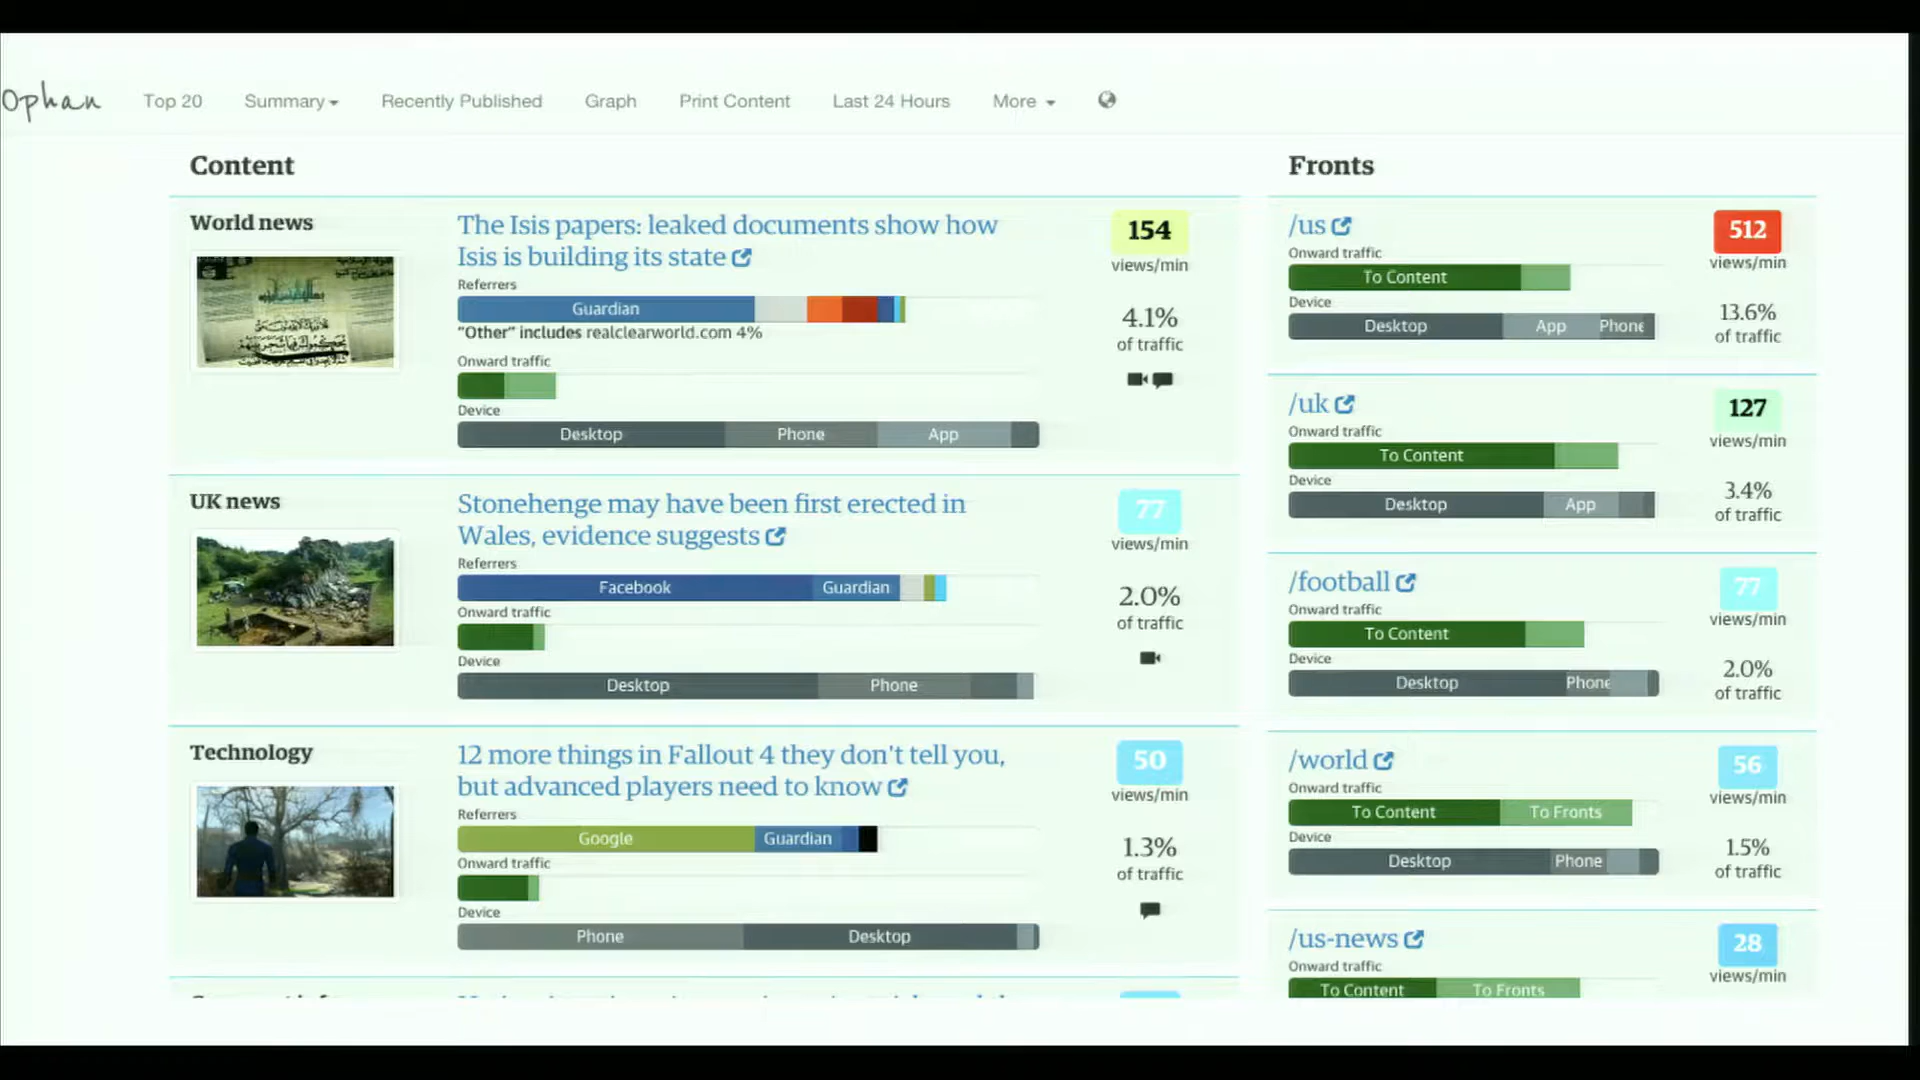 Ophan
Top 20
Summary
Recently Published
Graph
Print Content
Last 24 Hours
More
Content
World news
The Isis papers: leaked documents show how
Isis is building its state
Referrers
Guardian
"Other" includes realclearworld.com 4%
Onward traffic
Device
Desktop
Phone
App
154
views/min
4.1%
of traffic
UK news
Stonehenge may have been first erected in
Wales, evidence suggests
Referrers
Facebook
Guardian
Onward traffic
Device
Desktop
Phone
77
views/min
2.0%
of traffic
Technology
12 more things in Fallout 4 they don't tell you,
but advanced players need to know
Referrers
Google
Guardian
Onward traffic
Device
Phone
Desktop
50
views/min
1.3%
of traffic
Fronts
/us
Onward traffic
To Content
Device
Desktop
App
Phone
512
views/min
13.6%
of traffic
/uk
Onward traffic
To Content
Device
Desktop
App
127
views/min
3.4%
of traffic
/football
Onward traffic
To Content
Device
Desktop
Phone
77
views/min
2.0%
of traffic
/world
Onward traffic
To Content
To Fronts
Device
Desktop
Phone
56
views/min
1.5%
of traffic
/us-news
Onward traffic
To Content
To Fronts
28
views/min